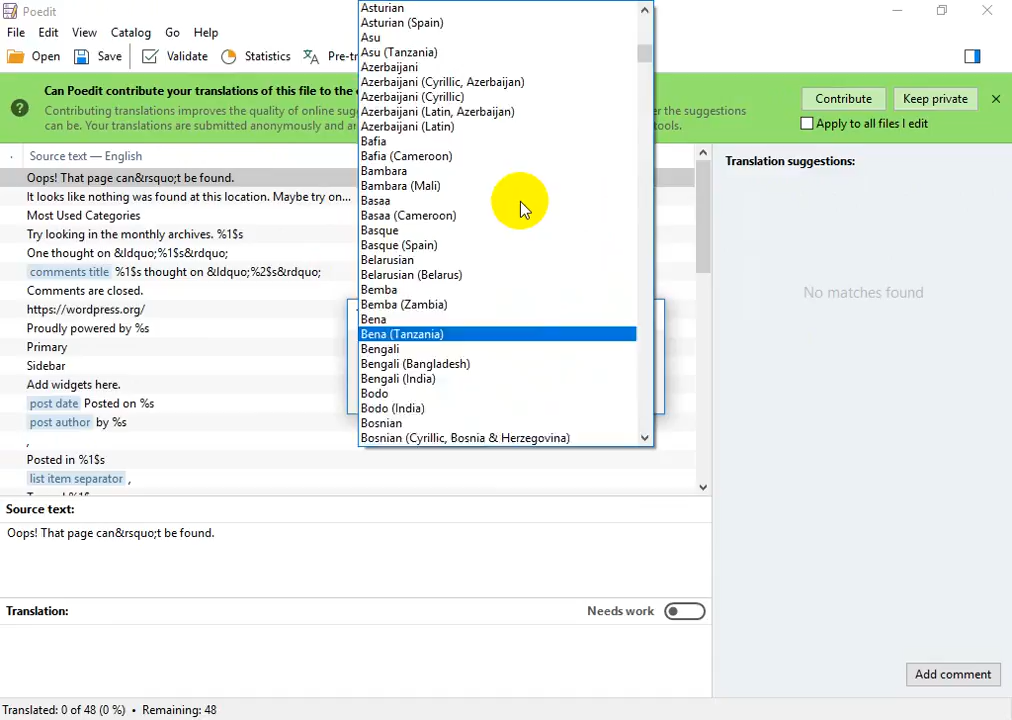 Poedit
File Edit View Catalog Go Help
Open Save Validate Statistics Pre-tr
Can Poedit contribute your translations of this file to the c
Contributing translations improves the quality of online sugg
can be. Your translations are submitted anonymously and ar
the suggestions
tools.
Contribute Keep private ×
Apply to all files I edit
Asturian
Asturian (Spain)
Asu
Asu (Tanzania)
Azerbaijani
Azerbaijani (Cyrillic, Azerbaijan)
Azerbaijani (Cyrillic)
Azerbaijani (Latin, Azerbaijan)
Azerbaijani (Latin)
Bafia
Bafia (Cameroon)
Bambara
Bambara (Mali)
Basaa
Basaa (Cameroon)
Basque
Basque (Spain)
Belarusian
Belarusian (Belarus)
Bemba
Bemba (Zambia)
Bena
Bena (Tanzania)
Bengali
Bengali (Bangladesh)
Bengali (India)
Bodo
Bodo (India)
Bosnian
Bosnian (Cyrillic, Bosnia & Herzegovina)
Source text — English
Oops! That page can&rsquo;t be found.
It looks like nothing was found at this location. Maybe try on...
Most Used Categories
Try looking in the monthly archives. %1$s
One thought on &ldquo;%1$s&rdquo;
comments title %1$s thought on &ldquo;%2$s&rdquo;
Comments are closed.
https://wordpress.org/
Proudly powered by %s
Primary
Sidebar
Add widgets here.
post date Posted on %s
post author by %s
,
Posted in %1$s
list item separator ,
Translation suggestions:
No matches found
Source text:
Oops! That page can&rsquo;t be found.
Translation:
Needs work
Add comment
Translated: 0 of 48 (0 %) • Remaining: 48